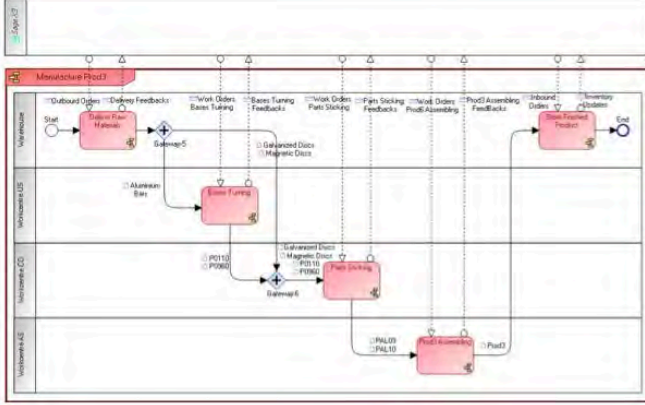 Sage X3
Manufacture Prod3
Outbound Orders
Delivery Feedbacks
Work Orders
Bases Turning
Bases Turning
Feedbacks
Work Orders
Parts Sticking
Parts Sticking
Feedbacks
Work Orders
Prod6 Assembling
Prod3 Assembling
FeedBacks
Inbound
Orders
Inventory
Updates
Warehouse
Start
Deliver Raw
Materials
Gateway5
Galvanized Discs
Magnetic Discs
Store Finished
Product
End
Workcentre US
Aluminium
Bars
Bases Turning
P0110
P0960
Workcentre CO
Galvanized Discs
Magnetic Discs
P0110
P0960
Gateway6
Parts Sticking
Workcentre AS
PAL09
PAL10
Prod3 Assembling
Prod3